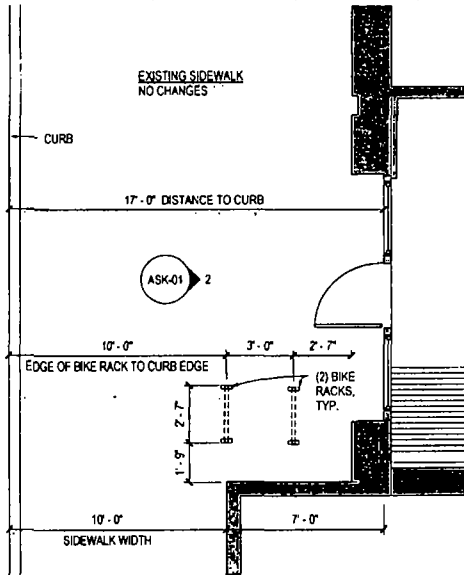 EXISTING SIDEWALK
NO CHANGES
CURB
17' - 0" DISTANCE TO CURB
ASK-01 2
10' - 0" 3' - 0" 2' - 7"
EDGE OF BIKE RACK TO CURB EDGE
(2) BIKE
RACKS,
TYP.
2' - 7"
1' - 9"
10' - 0" 7' - 0"
SIDEWALK WIDTH